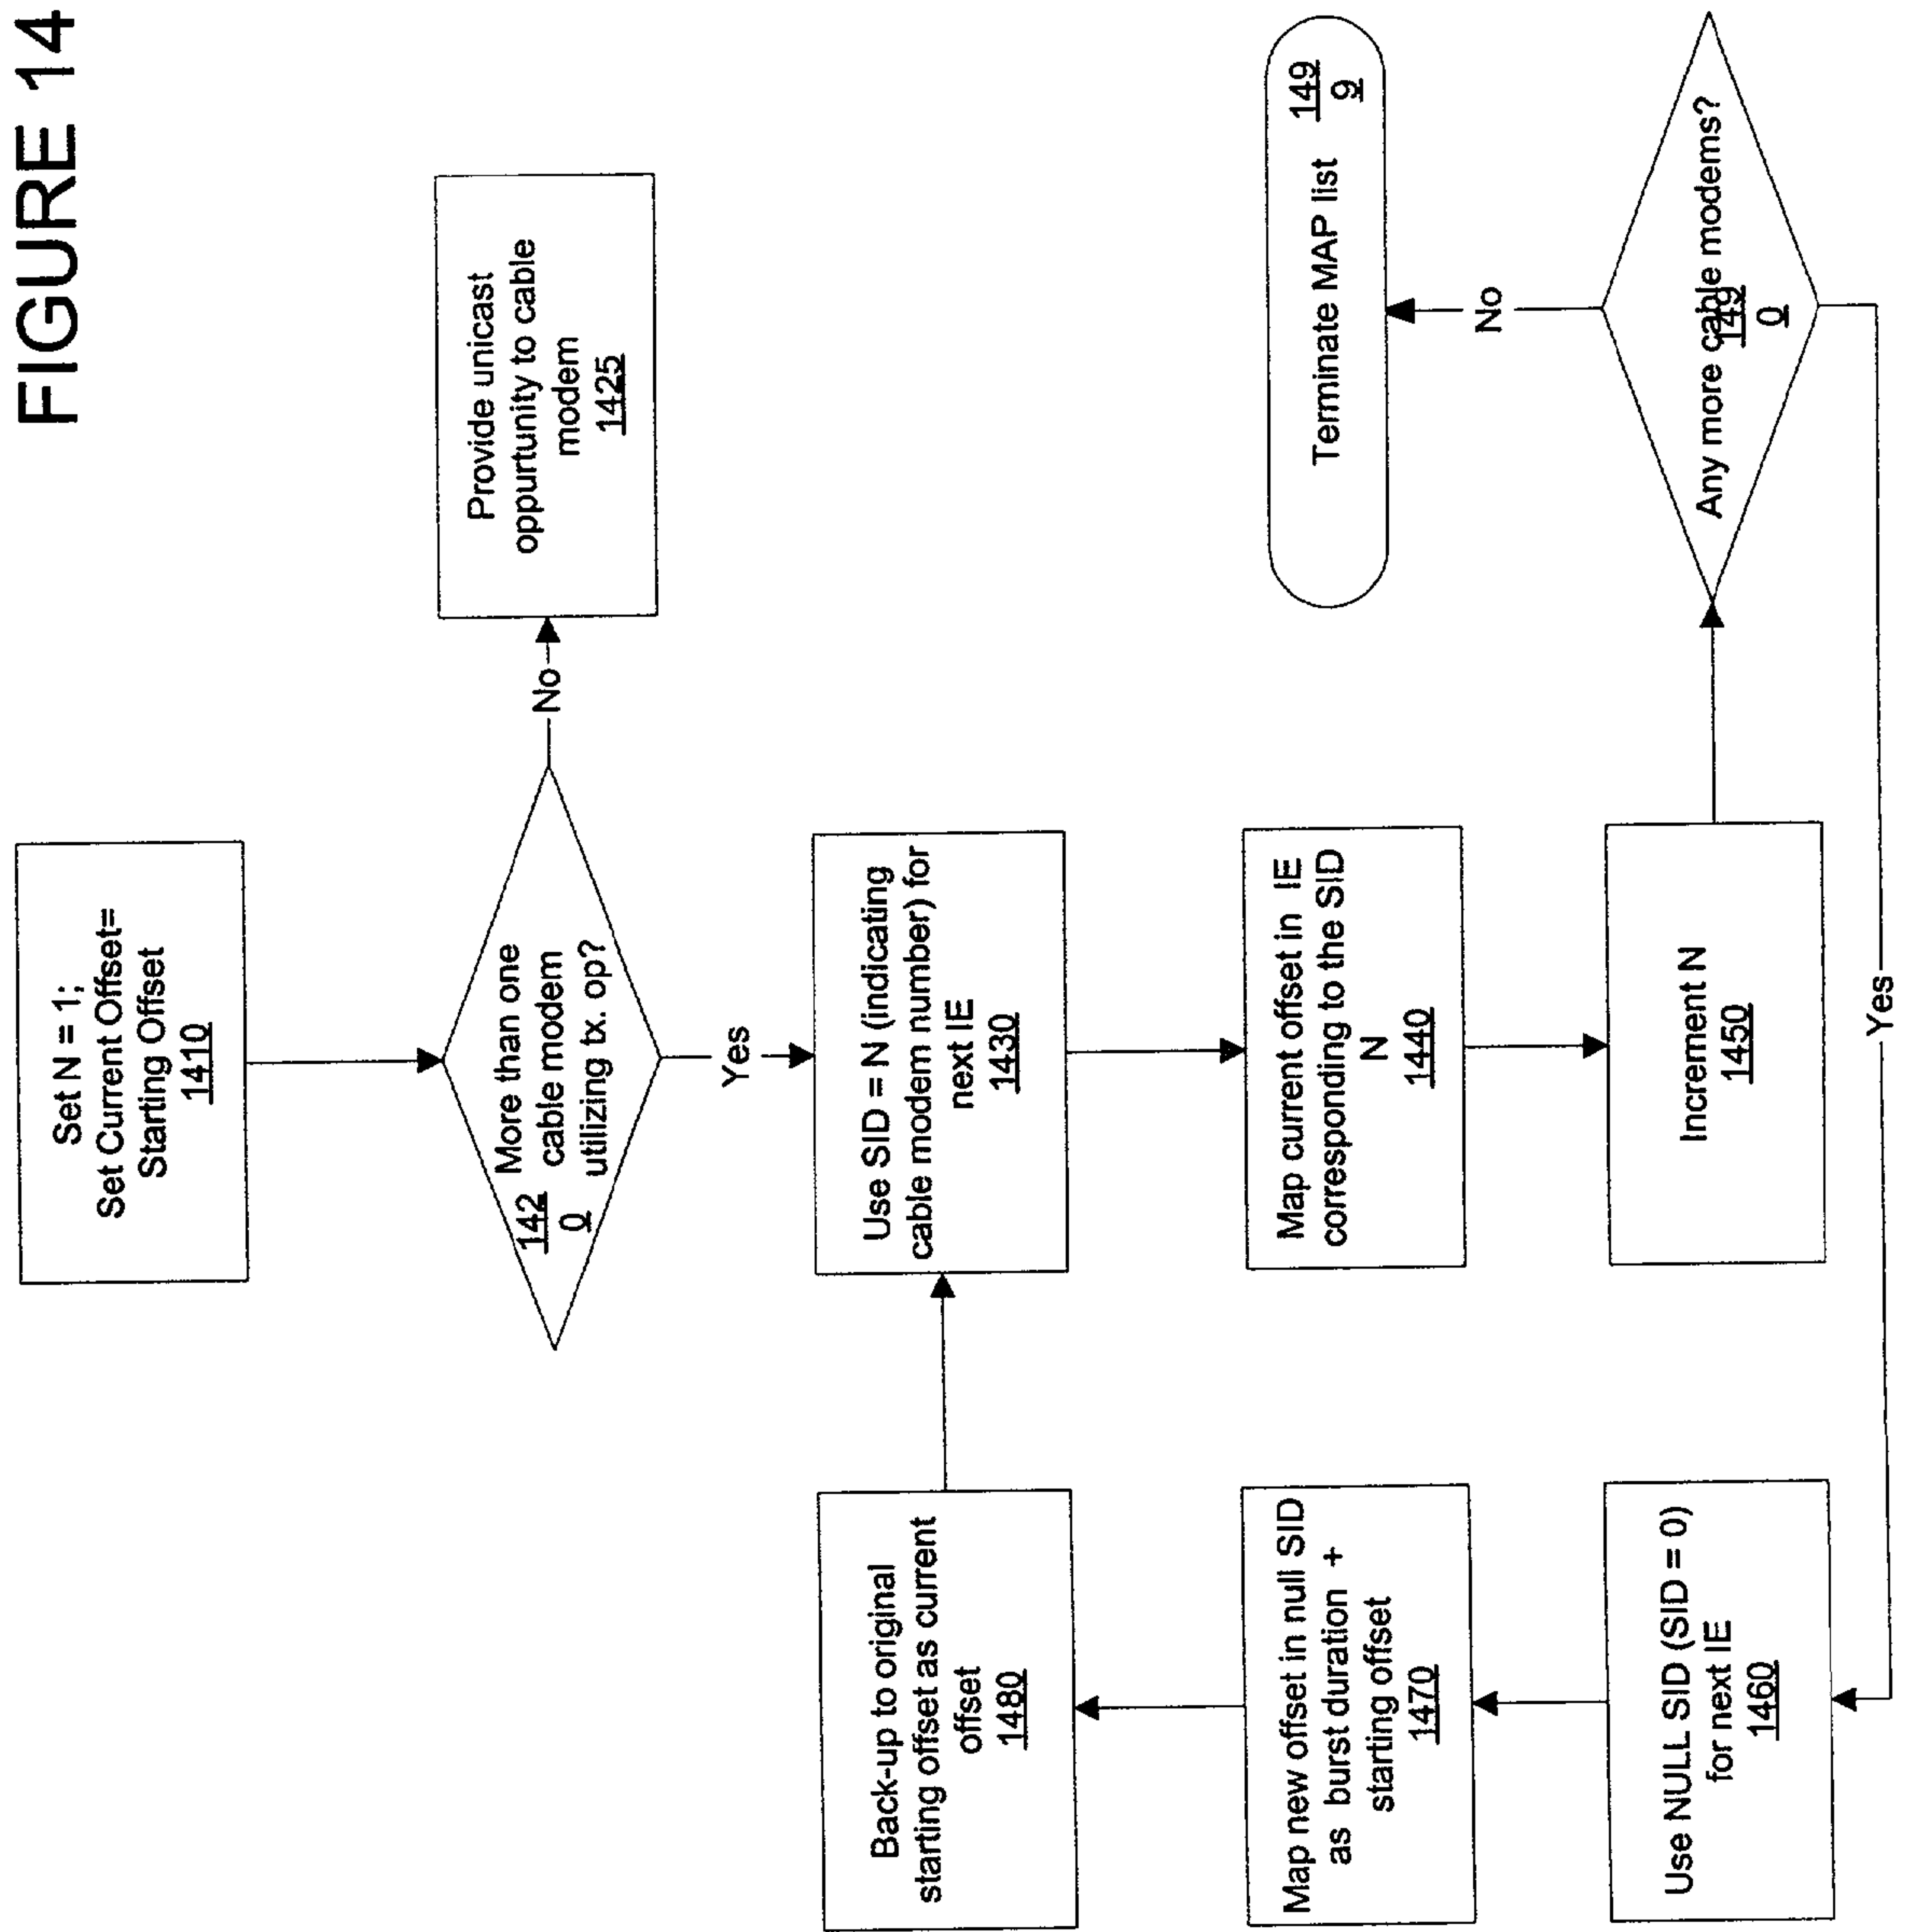 FIGURE 14
Set N = 1;
Set Current Offset=
Starting Offset
1410
142
0
More than one
cable modem
utilizing tx. op?
No
Provide unicast
oppurtunity to cable
modem
1425
Yes
Use SID = N (indicating
cable modem number) for
next IE
1430
Map current offset in IE
corresponding to the SID
N
1440
Increment N
1450
Any more cable modems?
149
0
No
Terminate MAP list
149
9
Yes
Use NULL SID (SID = 0)
for next IE
1460
Map new offset in null SID
as burst duration +
starting offset
1470
Back-up to original
starting offset as current
offset
1480